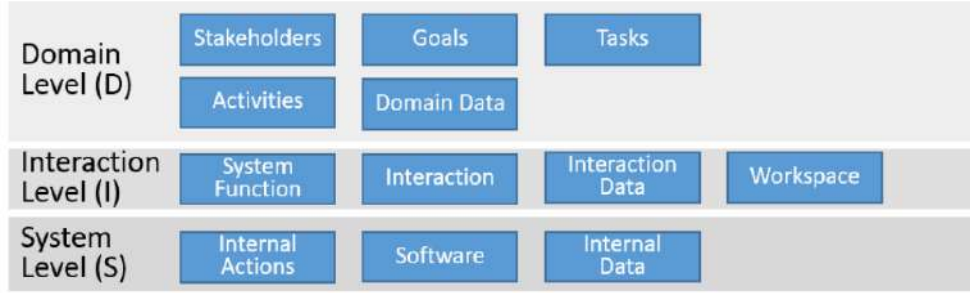 Domain
Level (D)
Stakeholders
Goals
Tasks
Activities
Domain Data
Interaction
Level (I)
System
Function
Interaction
Interaction
Data
Workspace
System
Level (S)
Internal
Actions
Software
Internal
Data